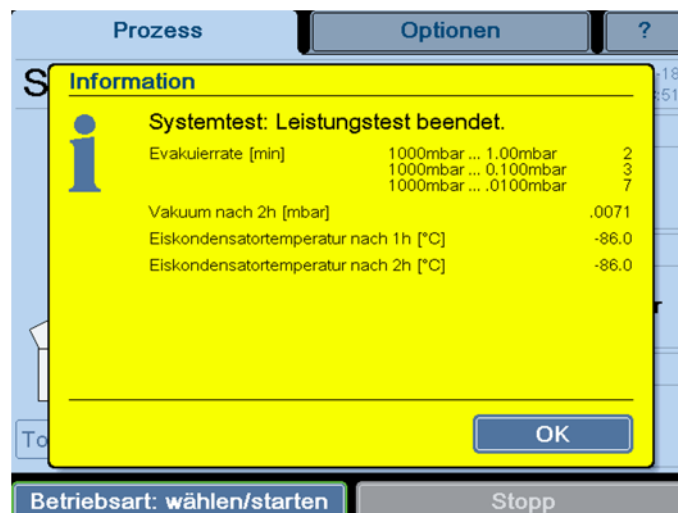 Prozess
Optionen
?
Information
Systemtest: Leistungstest beendet.
Evakuierrate [min] 1000mbar ... 1.00mbar 2
1000mbar ... 0.100mbar 3
1000mbar ... .0100mbar 7
Vakuum nach 2h [mbar] .0071
Eiskondensatortemperatur nach 1h [°C] -86.0
Eiskondensatortemperatur nach 2h [°C] -86.0
OK
Betriebsart: wählen/starten
Stopp